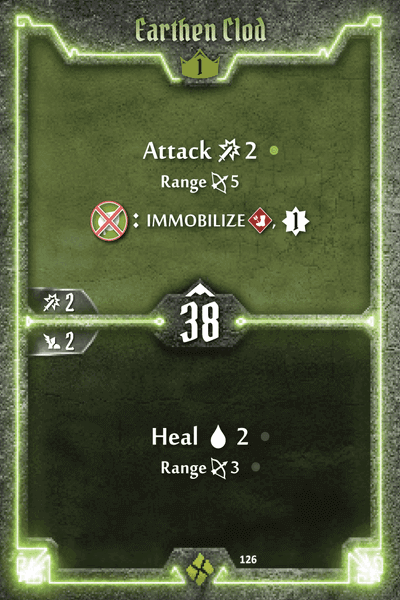 Earthen Clod
1
Attack 2
Range 5
: IMMOBILIZE , 1
2
38
2
Heal 2
Range 3
126